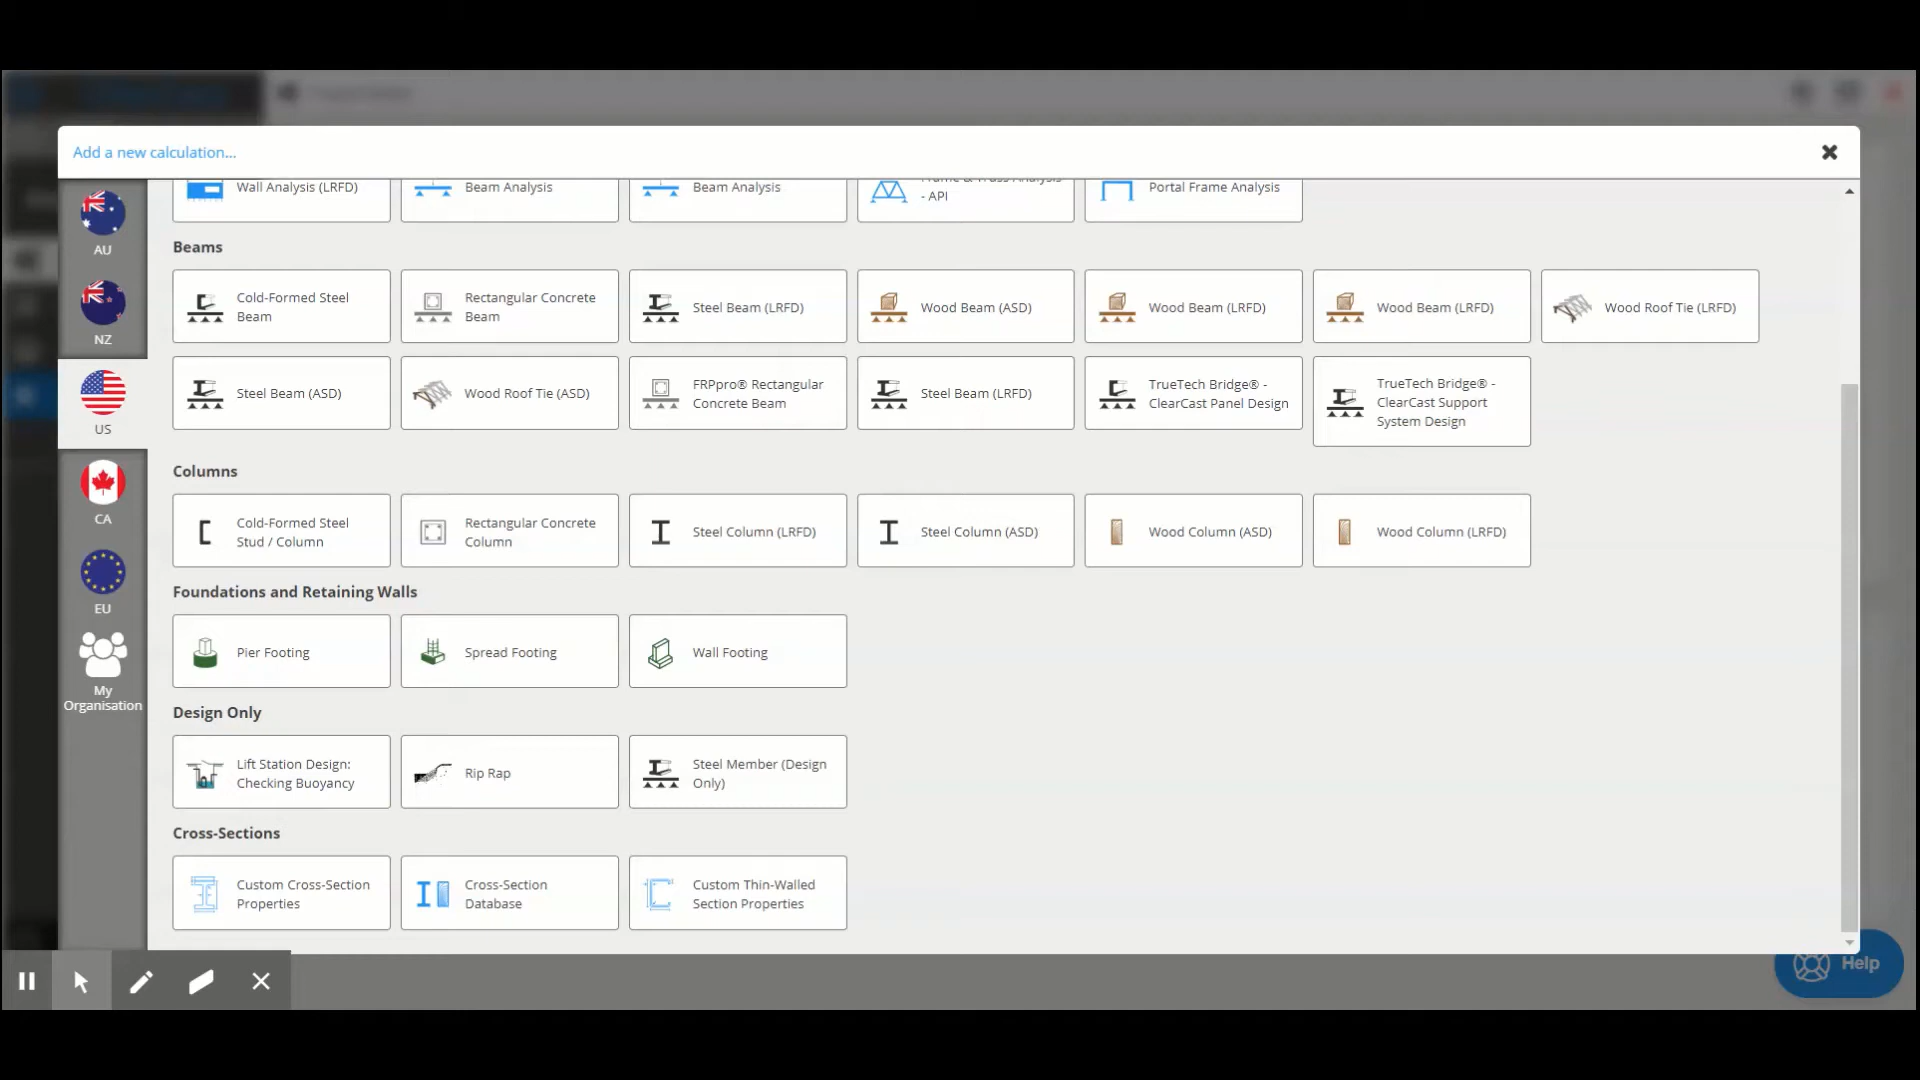 Add a new calculation...
Wall Analysis (LRFD)
Beam Analysis
Beam Analysis
Frame & Truss Analysis
- API
Portal Frame Analysis
AU
NZ
US
CA
EU
My
Organisation
Beams
Cold-Formed Steel
Beam
Rectangular Concrete
Beam
Steel Beam (LRFD)
Wood Beam (ASD)
Wood Beam (LRFD)
Wood Beam (LRFD)
Wood Roof Tie (LRFD)
Steel Beam (ASD)
Wood Roof Tie (ASD)
FRPpro® Rectangular
Concrete Beam
Steel Beam (LRFD)
TrueTech Bridge® -
ClearCast Panel Design
TrueTech Bridge® -
ClearCast Support
System Design
Columns
Cold-Formed Steel
Stud / Column
Rectangular Concrete
Column
Steel Column (LRFD)
Steel Column (ASD)
Wood Column (ASD)
Wood Column (LRFD)
Foundations and Retaining Walls
Pier Footing
Spread Footing
Wall Footing
Design Only
Lift Station Design:
Checking Buoyancy
Rip Rap
Steel Member (Design
Only)
Cross-Sections
Custom Cross-Section
Properties
Cross-Section
Database
Custom Thin-Walled
Section Properties
Help